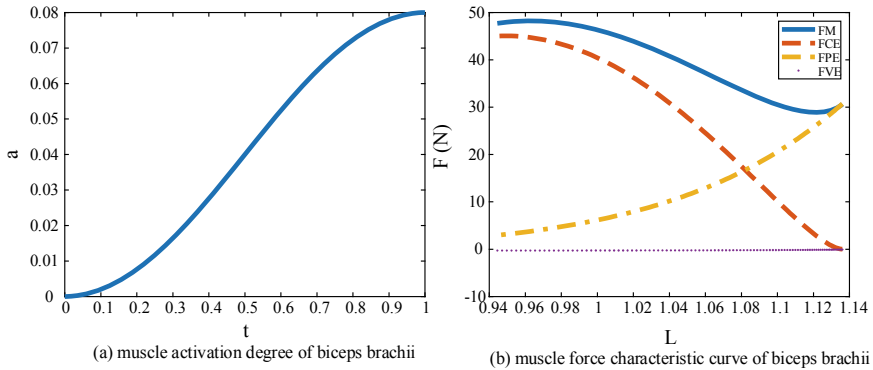 0.08
0.07
0.06
0.05
0.04
0.03
0.02
0.01
0
a
0 0.1 0.2 0.3 0.4 0.5 0.6 0.7 0.8 0.9 1
t
(a) muscle activation degree of biceps brachii
50
40
30
20
10
0
-10
F (N)
FM
FCE
FPE
FVE
0.94 0.96 0.98 1 1.02 1.04 1.06 1.08 1.1 1.12 1.14
L
(b) muscle force characteristic curve of biceps brachii